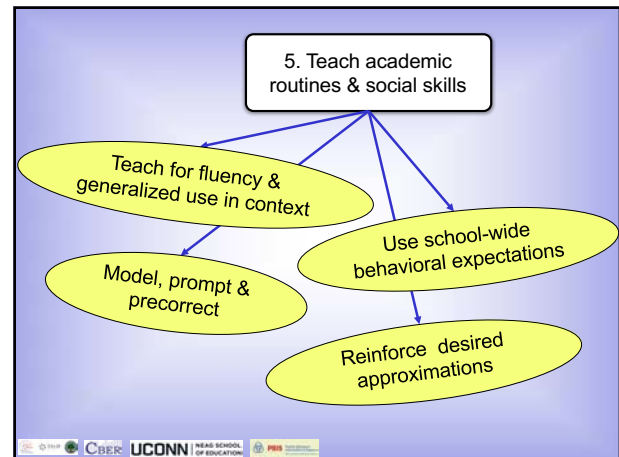 5. Teach academic
routines & social skills
Teach for fluency &
generalized use in context
Use school-wide
behavioral expectations
Model, prompt &
precorrect
Reinforce desired
approximations
CBER UCONN NEAG SCHOOL
OF EDUCATION
PBIS